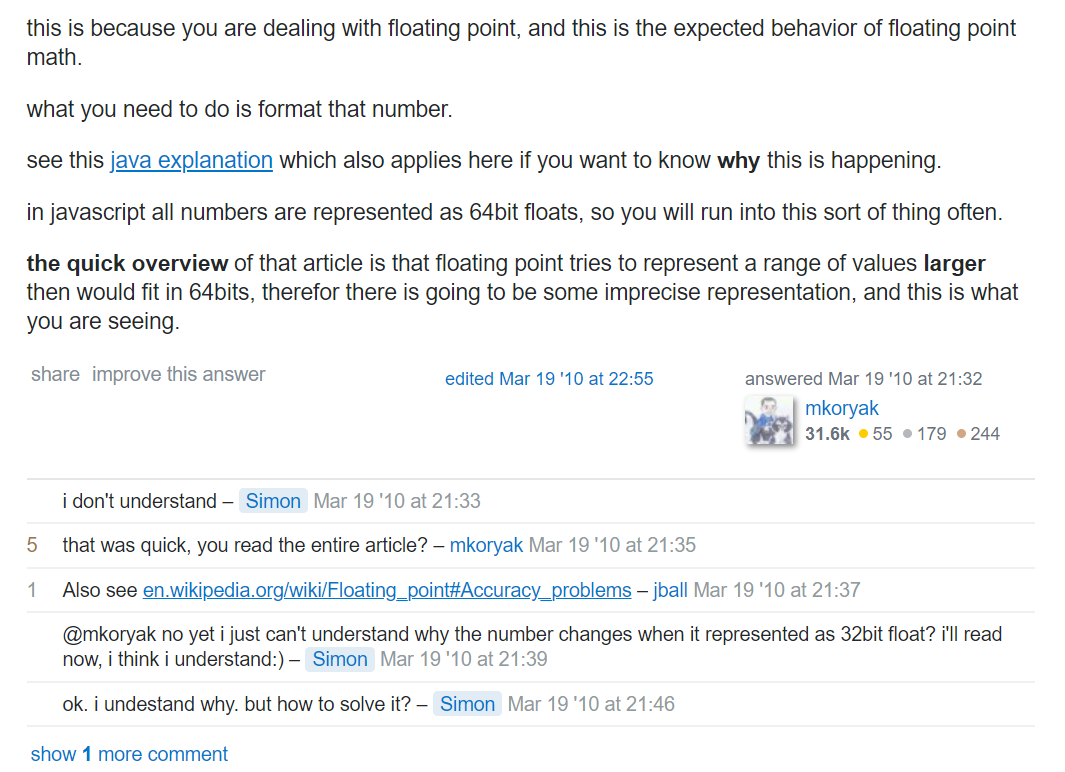 this is because you are dealing with floating point, and this is the expected behavior of floating point
math.
what you need to do is format that number.
see this java explanation which also applies here if you want to know why this is happening.
in javascript all numbers are represented as 64bit floats, so you will run into this sort of thing often.
the quick overview of that article is that floating point tries to represent a range of values larger
then would fit in 64bits, therefor there is going to be some imprecise representation, and this is what
you are seeing.
share improve this answer
edited Mar 19 '10 at 22:55
answered Mar 19 '10 at 21:32
mkoryak
31.6k ● 55 ● 179 ● 244
i don't understand – Simon Mar 19 '10 at 21:33
5 that was quick, you read the entire article? – mkoryak Mar 19 '10 at 21:35
1 Also see en.wikipedia.org/wiki/Floating_point#Accuracy_problems – jball Mar 19 '10 at 21:37
@mkoryak no yet i just can't understand why the number changes when it represented as 32bit float? i'll read
now, i think i understand:) – Simon Mar 19 '10 at 21:39
ok. i undestand why. but how to solve it? – Simon Mar 19 '10 at 21:46
show 1 more comment